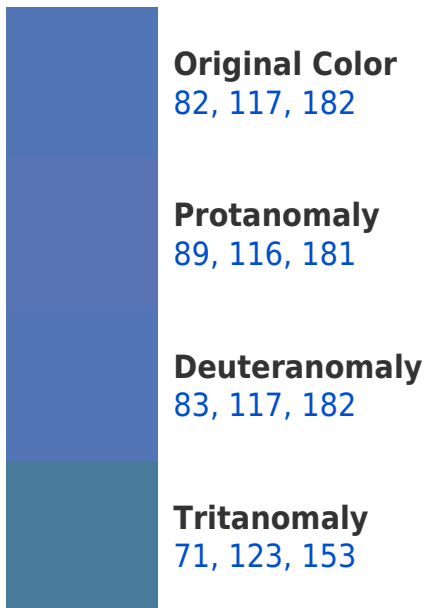 Original Color
82, 117, 182
Protanomaly
89, 116, 181
Deuteranomaly
83, 117, 182
Tritanomaly
71, 123, 153